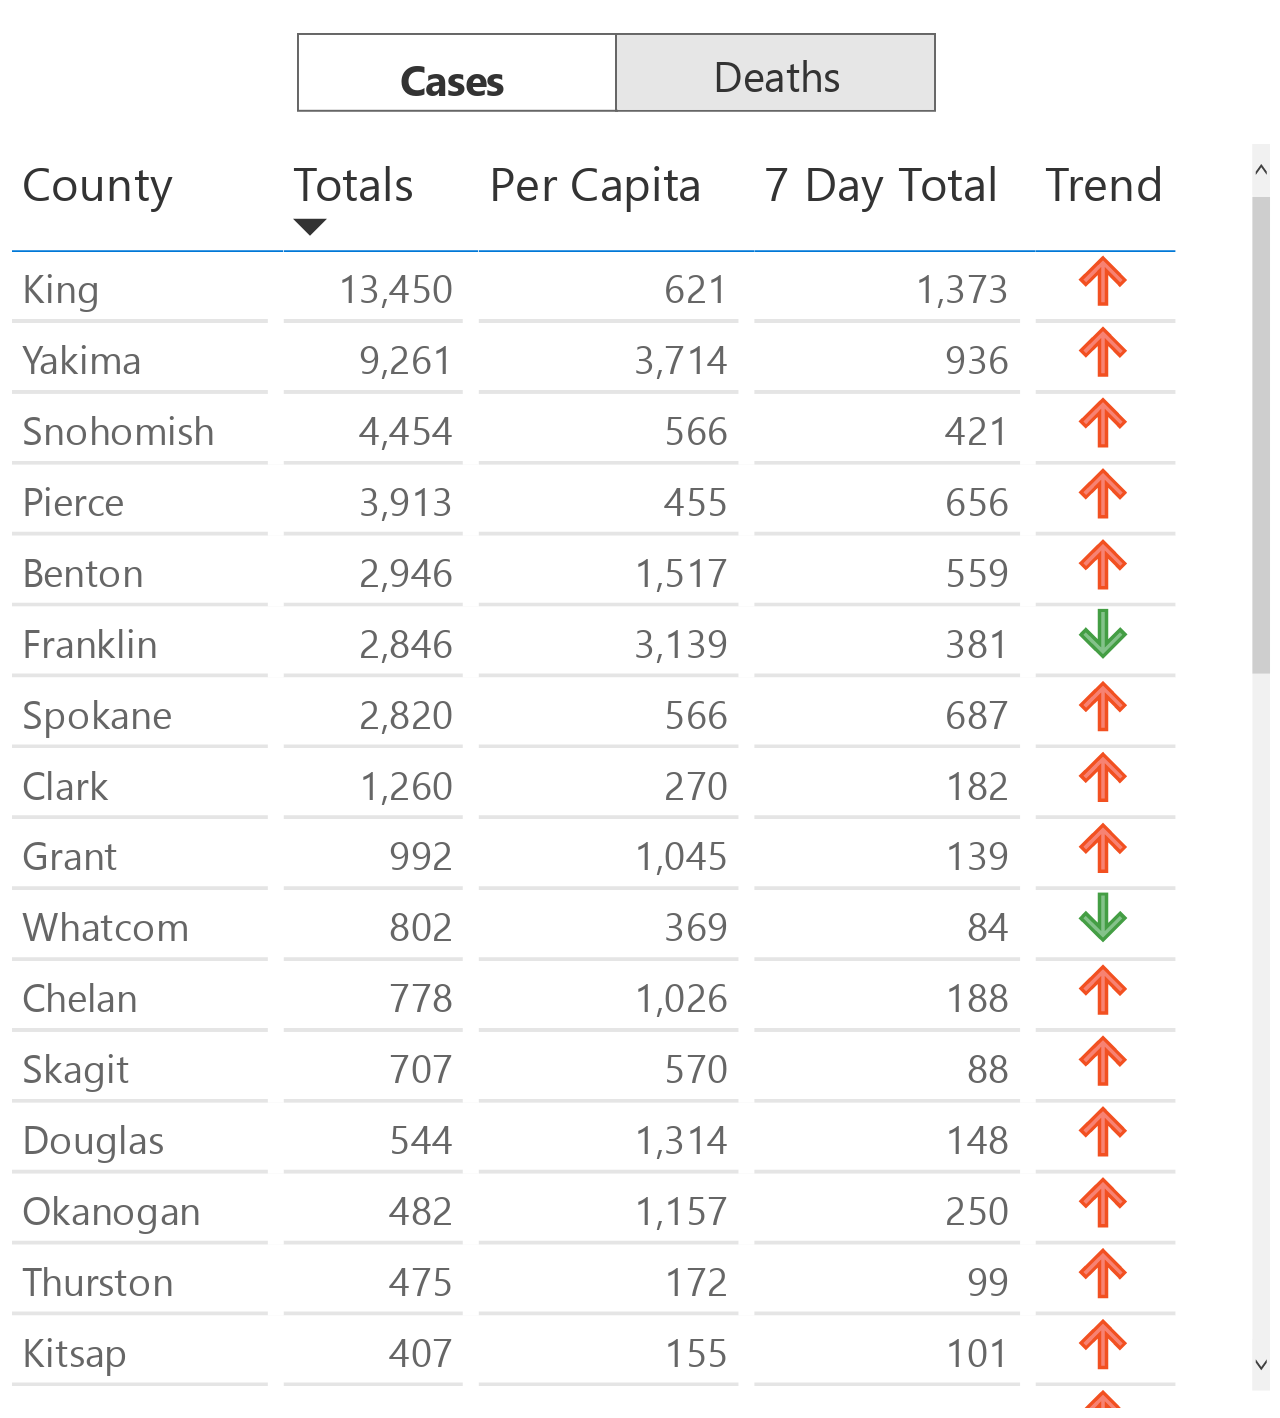 Cases Deaths
County Totals Per Capita 7 Day Total Trend
King 13,450 621 1,373
Yakima 9,261 3,714 936
Snohomish 4,454 566 421
Pierce 3,913 455 656
Benton 2,946 1,517 559
Franklin 2,846 3,139 381
Spokane 2,820 566 687
Clark 1,260 270 182
Grant 992 1,045 139
Whatcom 802 369 84
Chelan 778 1,026 188
Skagit 707 570 88
Douglas 544 1,314 148
Okanogan 482 1,157 250
Thurston 475 172 99
Kitsap 407 155 101